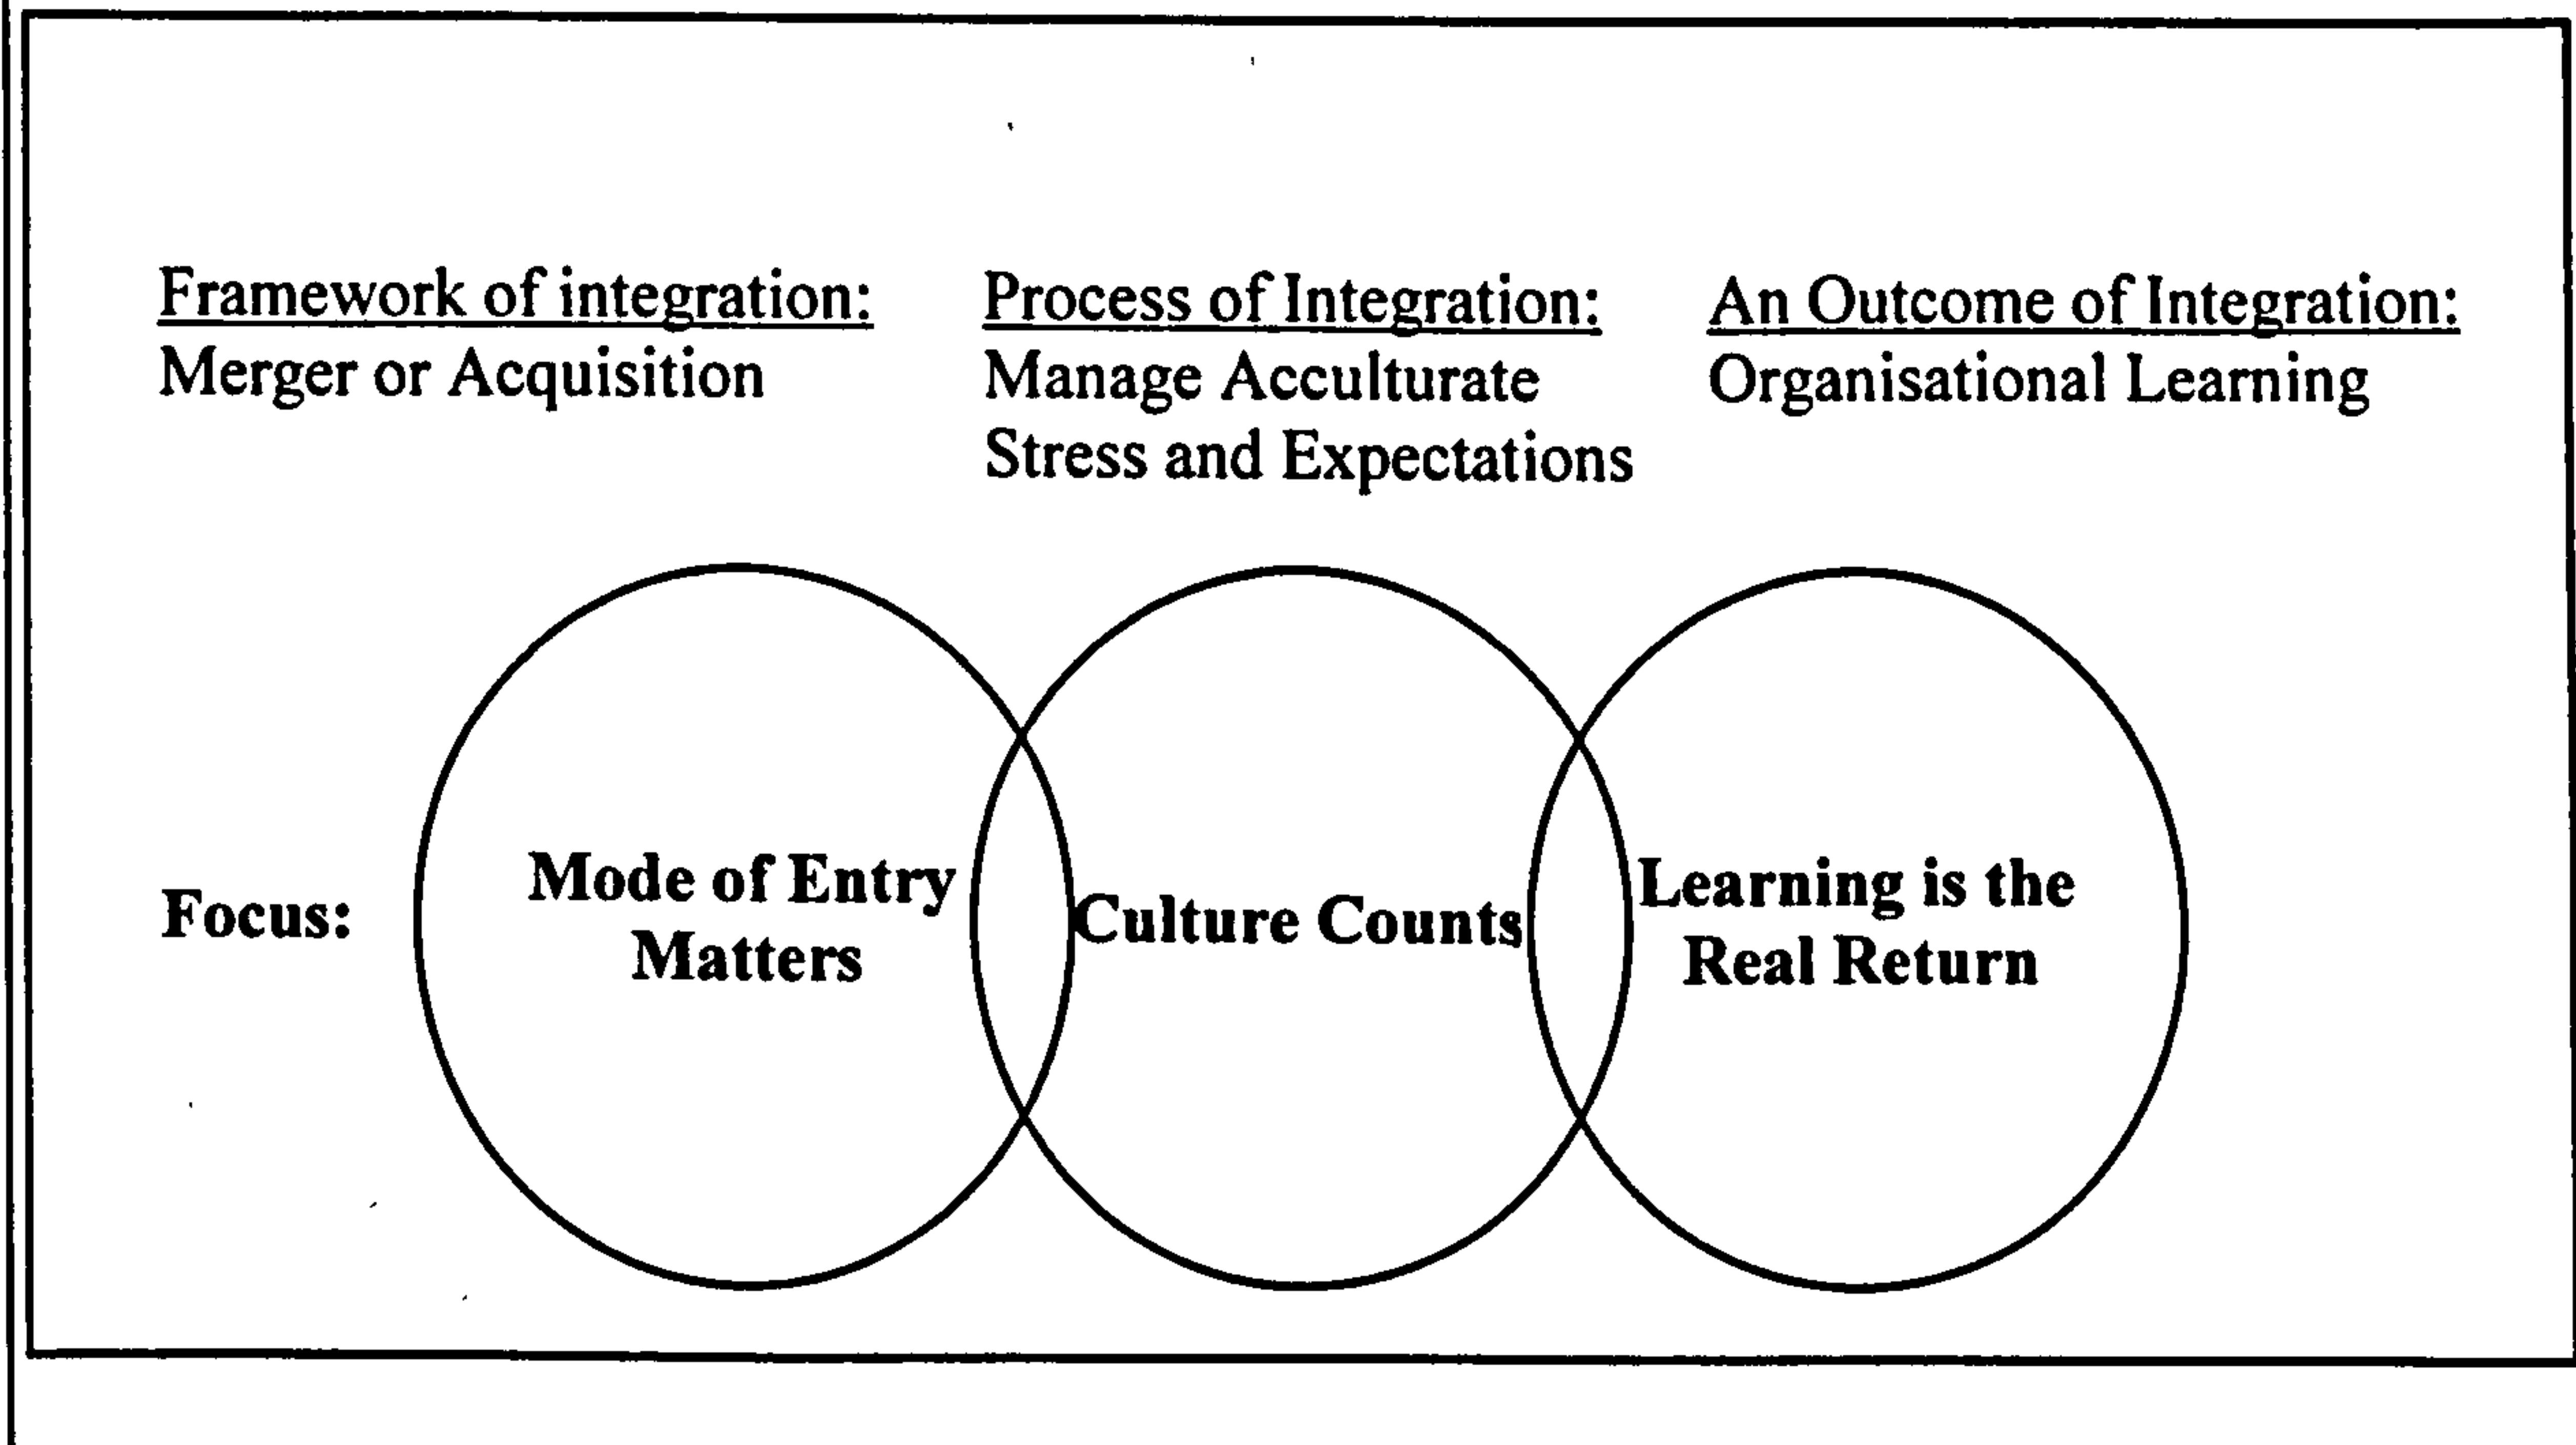 Framework of integration:
Merger or Acquisition
Process of Integration:
Manage Acculturate
Stress and Expectations
An Outcome of Integration:
Organisational Learning
Focus:
Mode of Entry
Matters
Culture Counts
Learning is the
Real Return